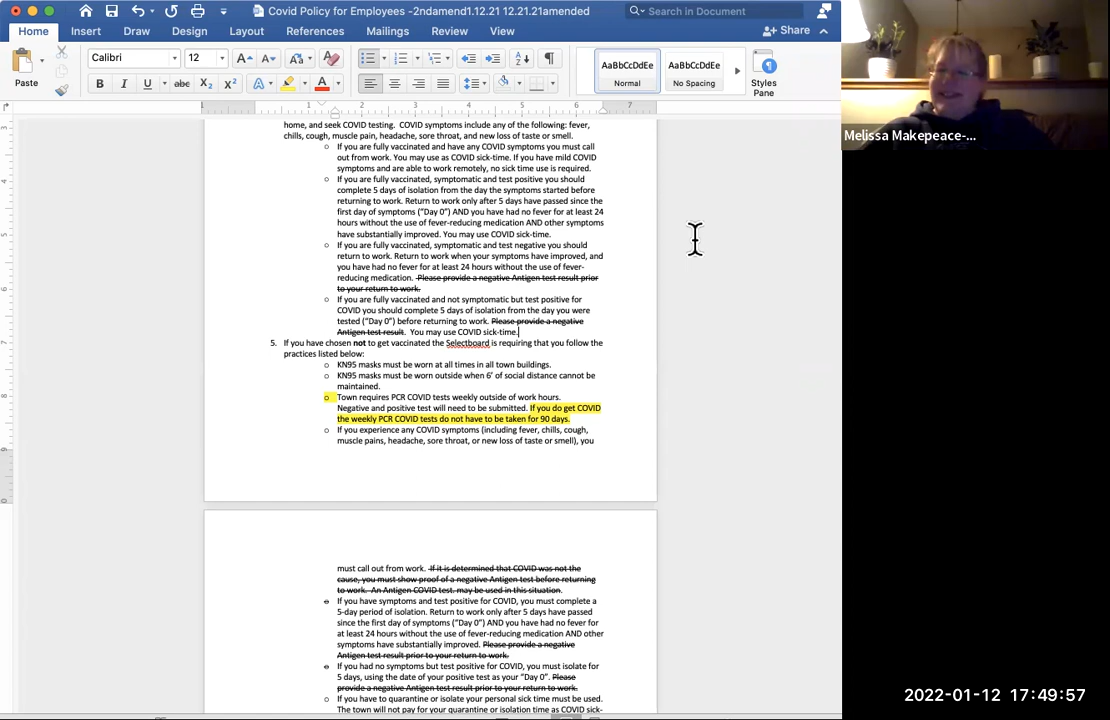 Covid Policy for Employees -2ndamend1.12.21 12.21.21amended
Search in Document
Home Insert Draw Design Layout References Mailings Review View
Share
Paste
Calibri
12
AaBbCcDdEe
Normal
AaBbCcDdEe
No Spacing
Styles
Pane
home, and seek COVID testing. COVID symptoms include any of the following: fever,
chills, cough, muscle pain, headache, sore throat, and new loss of taste or smell.
o If you are fully vaccinated and have any COVID symptoms you must call
out from work. You may use as COVID sick-time. If you have mild COVID
symptoms and are able to work remotely, no sick time use is required.
o If you are fully vaccinated, symptomatic and test positive you should
complete 5 days of isolation from the day the symptoms started before
returning to work. Return to work only after 5 days have passed since the
first day of symptoms ("Day 0") AND you have had no fever for at least 24
hours without the use of fever-reducing medication AND other symptoms
have substantially improved. You may use COVID sick-time.
o If you are fully vaccinated, symptomatic and test negative you should
return to work. Return to work when your symptoms have improved, and
you have had no fever for at least 24 hours without the use of fever-
reducing medication. Please provide a negative Antigen test result prior
to your return to work.
o If you are fully vaccinated and not symptomatic but test positive for
COVID you should complete 5 days of isolation from the day you were
tested ("Day 0") before returning to work. Please provide a negative
Antigen test result. You may use COVID sick-time.
5. If you have chosen not to get vaccinated the Selectboard is requiring that you follow the
practices listed below:
o KN95 masks must be worn at all times in all town buildings.
o KN95 masks must be worn outside when 6' of social distance cannot be
maintained.
o Town requires PCR COVID tests weekly outside of work hours.
Negative and positive test will need to be submitted. If you do get COVID
the weekly PCR COVID tests do not have to be taken for 90 days.
o If you experience any COVID symptoms (including fever, chills, cough,
muscle pains, headache, sore throat, or new loss of taste or smell), you
must call out from work. If it is determined that COVID was not the
cause, you must show proof of a negative Antigen test before returning
to work. An Antigen COVID test. may be used in this situation.
o If you have symptoms and test positive for COVID, you must complete a
5-day period of isolation. Return to work only after 5 days have passed
since the first day of symptoms ("Day 0") AND you have had no fever for
at least 24 hours without the use of fever-reducing medication AND other
symptoms have substantially improved. Please provide a negative
Antigen test result prior to your return to work.
o If you had no symptoms but test positive for COVID, you must isolate for
5 days, using the date of your positive test as your "Day 0". Please
provide a negative Antigen test result prior to your return to work.
o If you have to quarantine or isolate your personal sick time must be used.
The town will not pay for your quarantine or isolation time as COVID sick-
Melissa Makepeace-...
2022-01-12 17:49:57